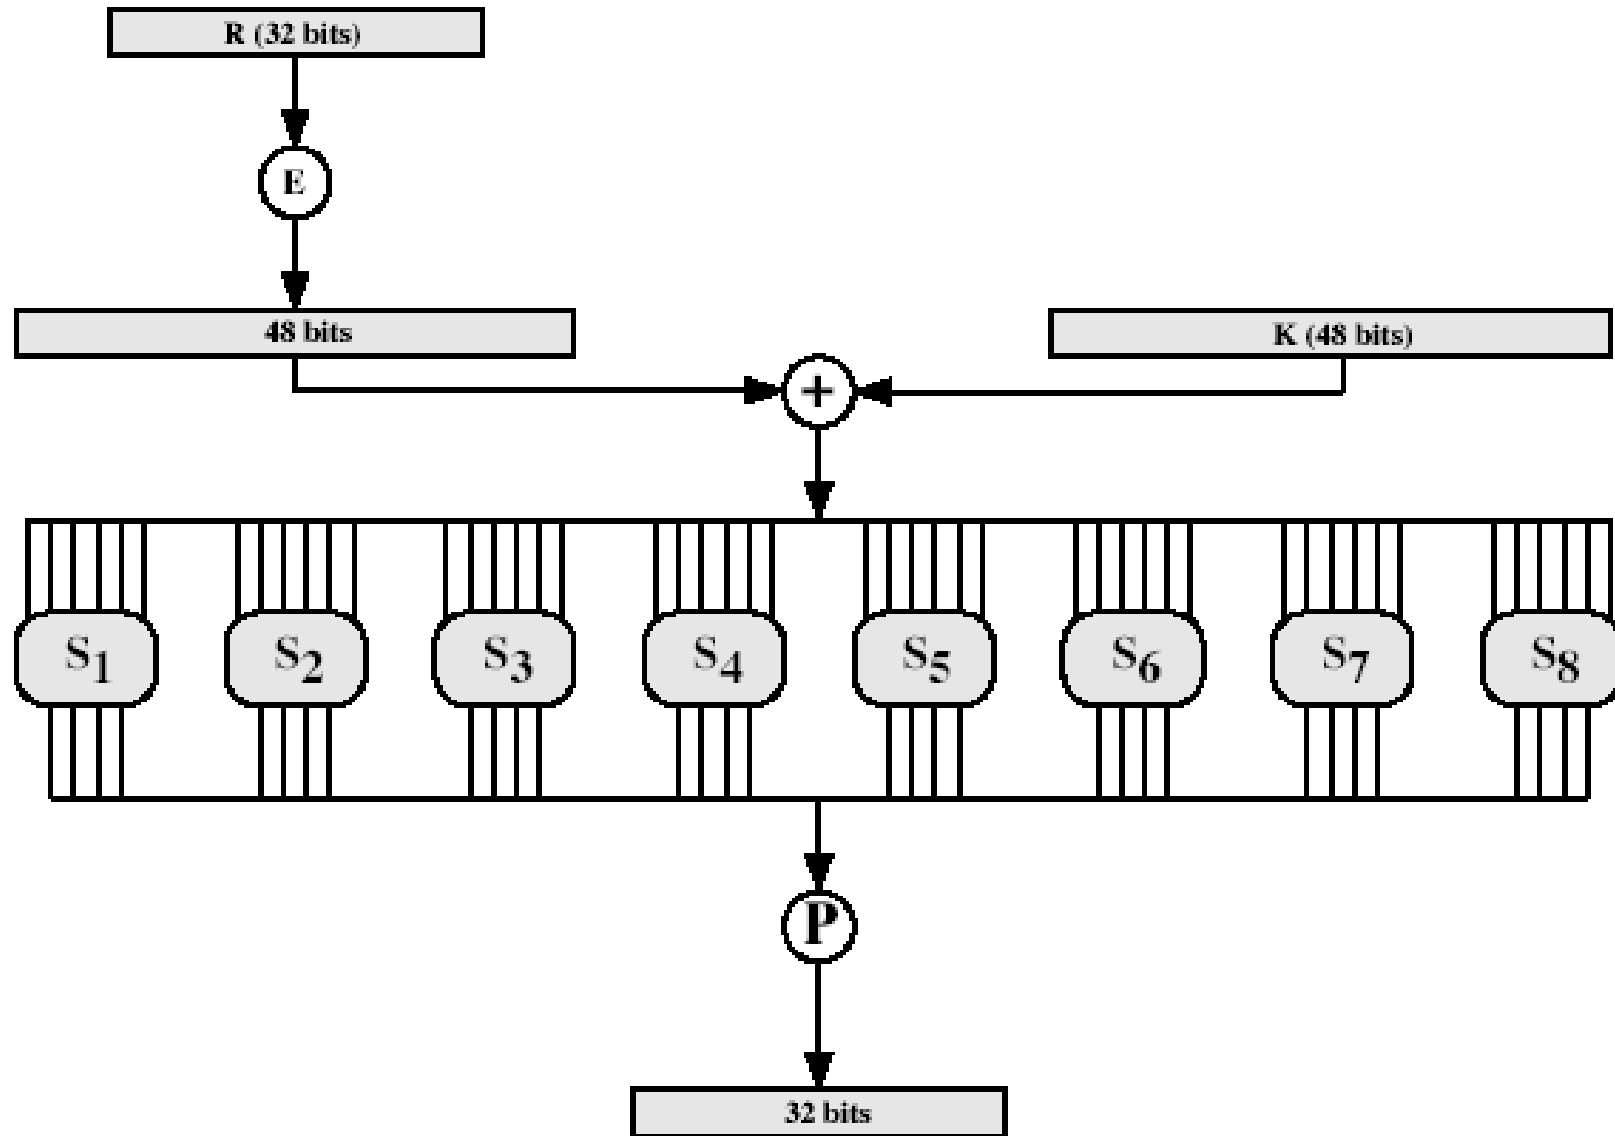 R (32 bits)
E
48 bits
K (48 bits)
+
S1 S2 S3 S4 S5 S6 S7 S8
P
32 bits